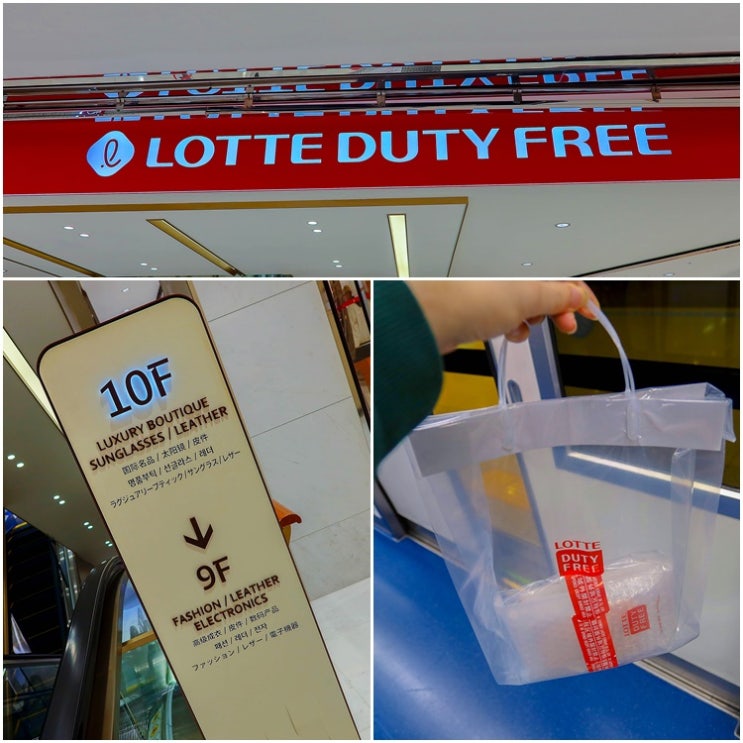 LOTTE DUTY FREE
10F
LUXURY BOUTIQUE
SUNGLASSES / LEATHER
国际名品 / 太阳镜 / 皮件
명품부틱 / 선글라스 / 레더
ラグジュアリーブティック / サングラス / レザー
9F
FASHION / LEATHER
ELECTRONICS
高级成衣 / 皮件 / 数码产品
패션 / 레더 / 전자
ファッション / レザー / 電子機器
LOTTE
DUTY
FREE
LOTTE
DUTY
FREE